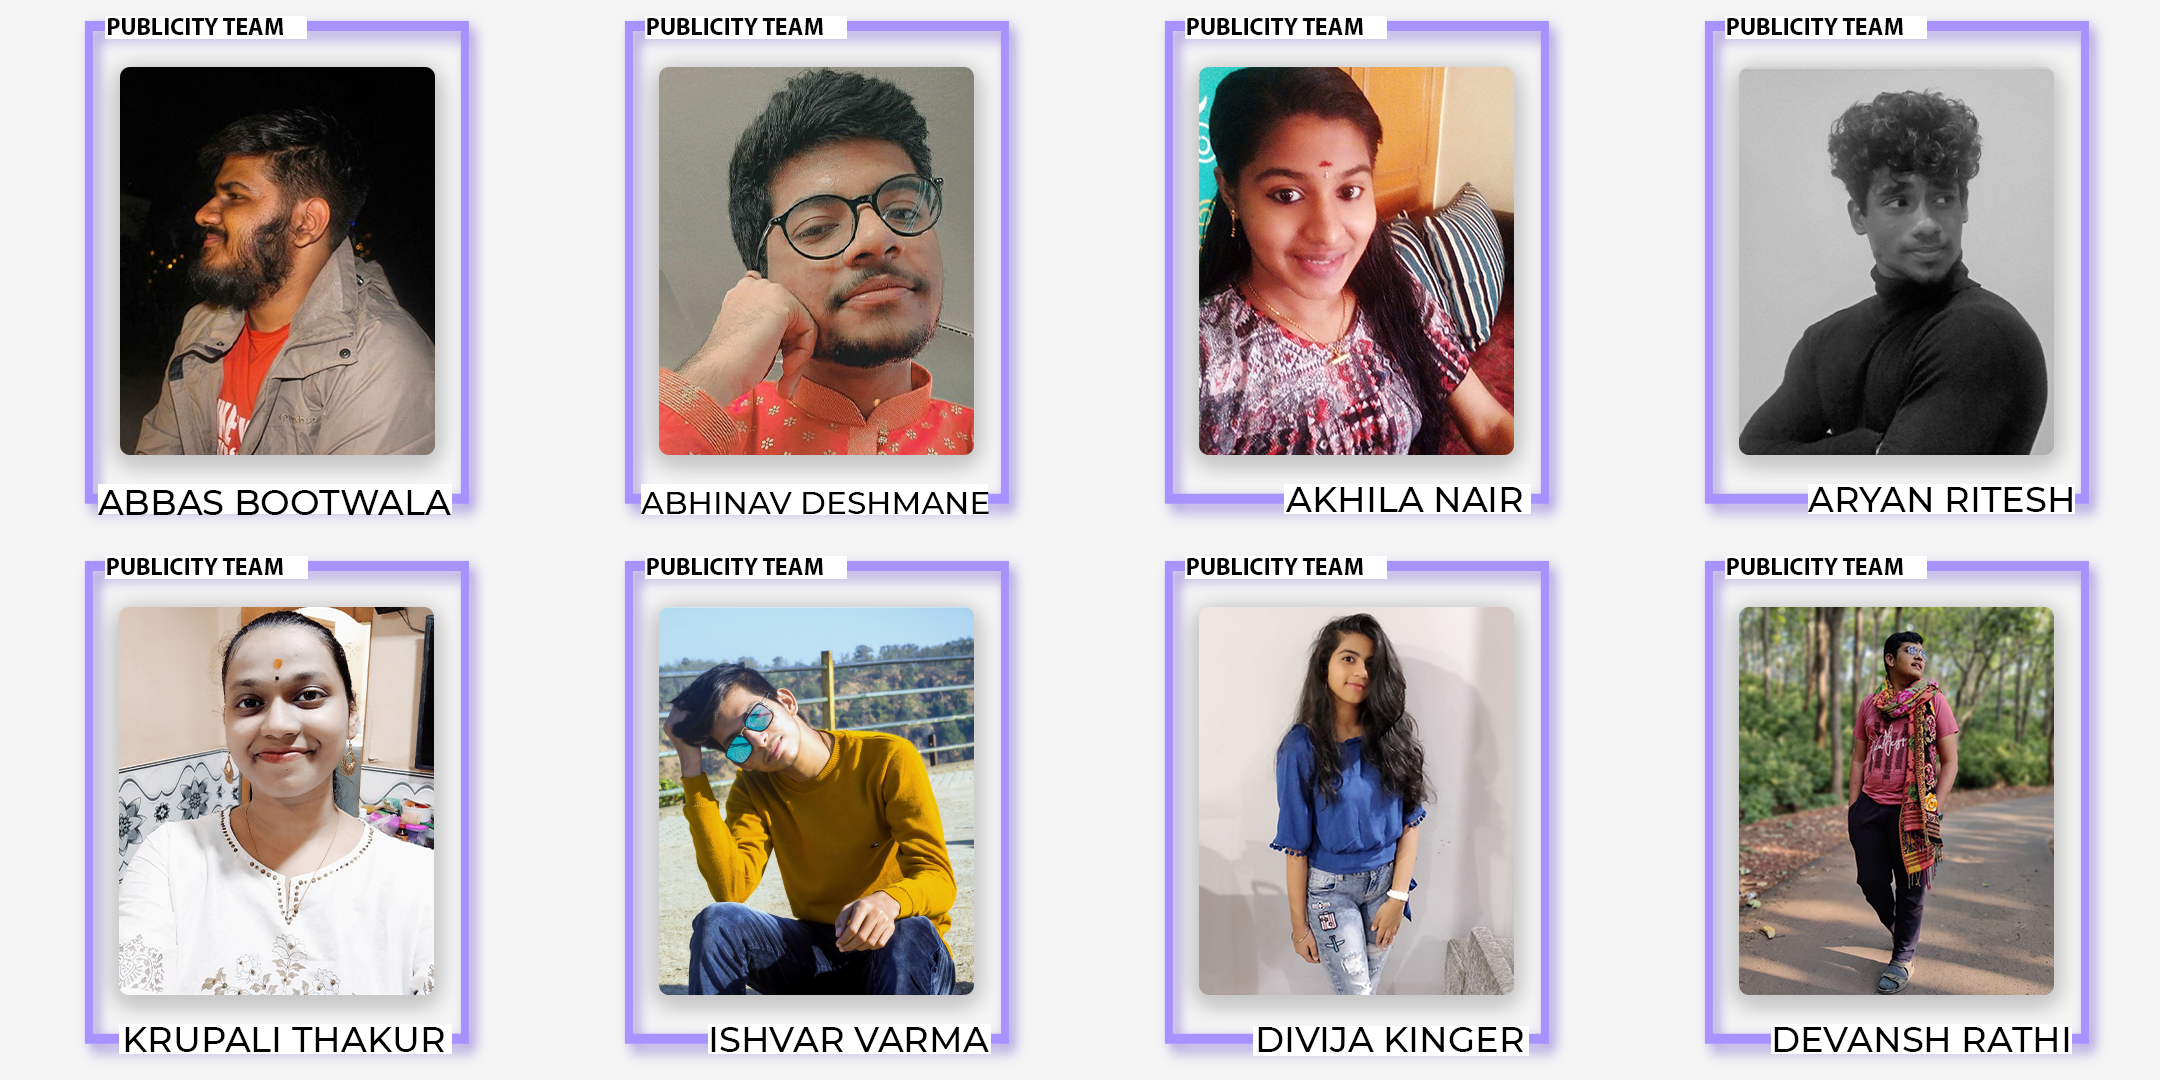 PUBLICITY TEAM
PUBLICITY TEAM
PUBLICITY TEAM
PUBLICITY TEAM
ABBAS BOOTWALA
ABHINAV DESHMANE
AKHILA NAIR
ARYAN RITESH
PUBLICITY TEAM
PUBLICITY TEAM
PUBLICITY TEAM
PUBLICITY TEAM
KRUPALI THAKUR
ISHVAR VARMA
DIVIJA KINGER
DEVANSH RATHI